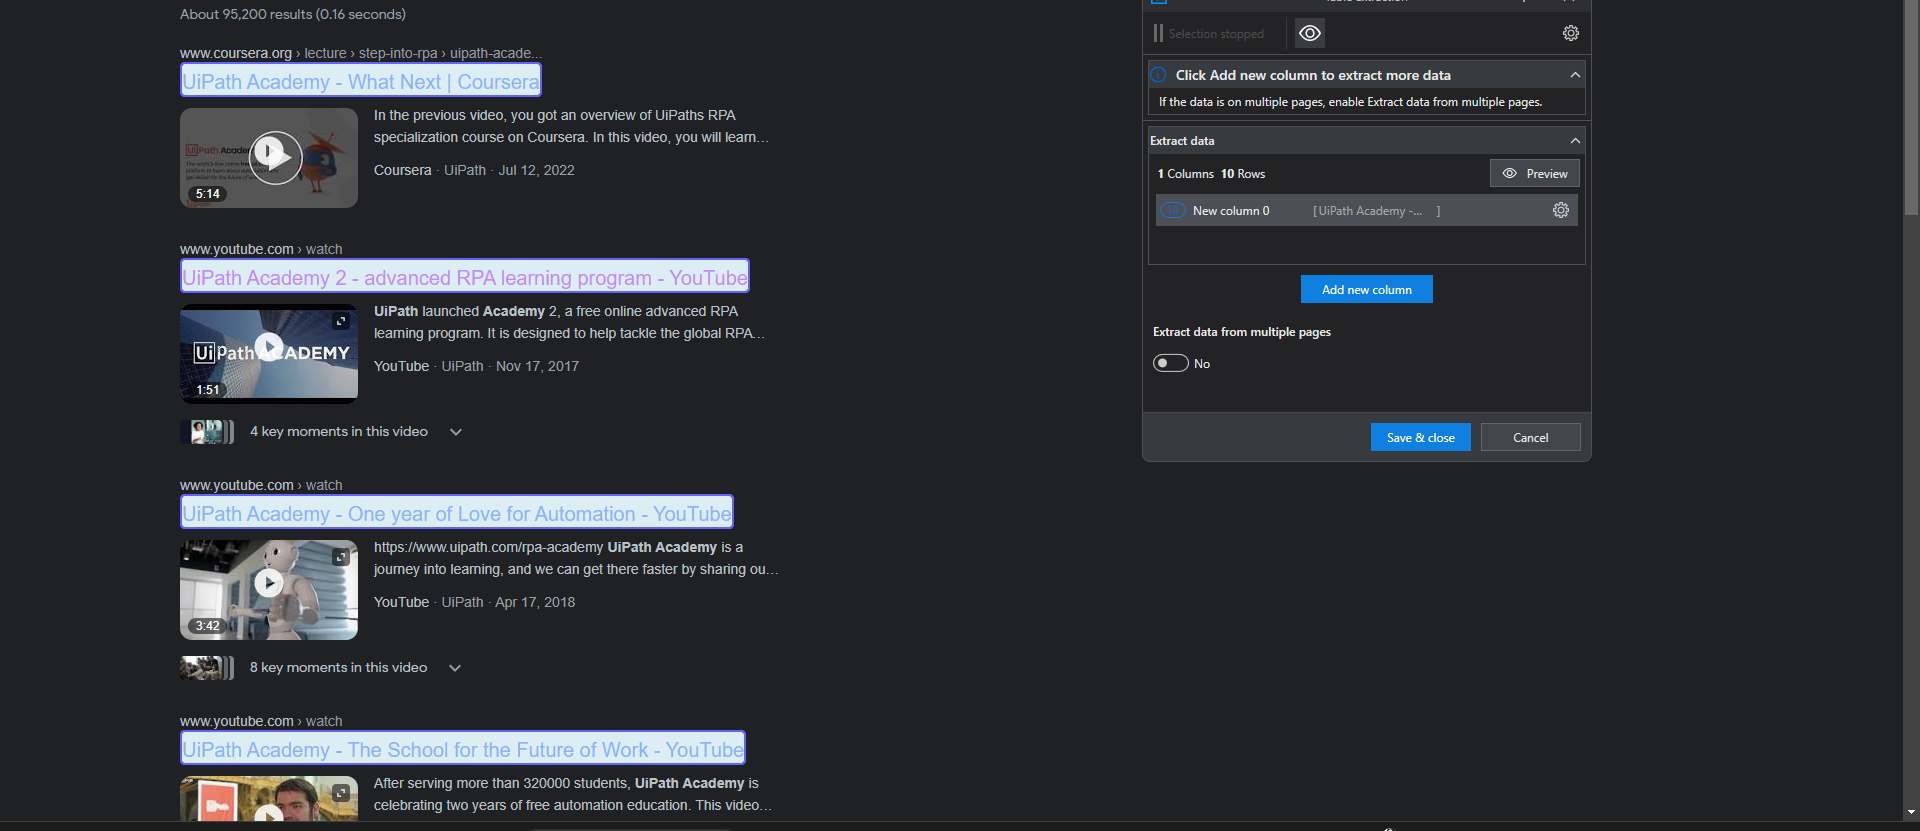 About 95,200 results (0.16 seconds)
www.coursera.org › lecture › step-into-rpa › uipath-acade...
UiPath Academy - What Next | Coursera
In the previous video, you got an overview of UiPaths RPA
specialization course on Coursera. In this video, you will learn…
Coursera · UiPath · Jul 12, 2022
5:14
www.youtube.com › watch
UiPath Academy 2 - advanced RPA learning program - YouTube
UiPath launched Academy 2, a free online advanced RPA
learning program. It is designed to help tackle the global RPA…
YouTube · UiPath · Nov 17, 2017
UiPath ACADEMY
1:51
4 key moments in this video
www.youtube.com › watch
UiPath Academy - One year of Love for Automation - YouTube
https://www.uipath.com/rpa-academy UiPath Academy is a
journey into learning, and we can get there faster by sharing ou…
YouTube · UiPath · Apr 17, 2018
3:42
8 key moments in this video
www.youtube.com › watch
UiPath Academy - The School for the Future of Work - YouTube
After serving more than 320000 students, UiPath Academy is
celebrating two years of free automation education. This video…
Selection stopped
Click Add new column to extract more data
If the data is on multiple pages, enable Extract data from multiple pages.
Extract data
1 Columns 10 Rows
Preview
10 New column 0 [ UiPath Academy -... ]
Add new column
Extract data from multiple pages
No
Save & close
Cancel